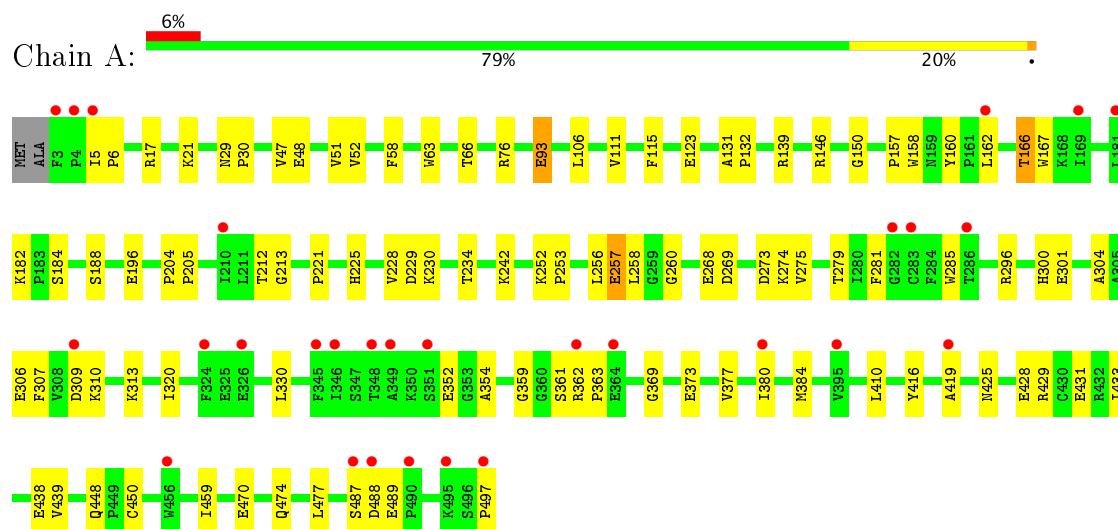 6%
Chain A:
79% 20%
MET ALA F3 P4 I5 P6 R17 K21 N29 P30 V47 E48 V51 V52 F58 W63 T66 R76 E93 L106 V111 F115 E123 A131 P132 R139 R146 G150 P157 W158 N159 Y160 P161 L162 T166 W167 K168 I169
K182 P183 S184 S188 E196 P204 P205 I210 L211 T212 G213 P221 H225 V228 D229 K230 T234 K242 K252 P253 L256 E257 L258 G259 G260 E268 D269 D273 K274 V275 T279 I280 F281 G282 C283 F284 W285 T286 R296 H300 E301 A304 A305
E306 F307 V308 D309 K310 K313 I320 F324 E325 E326 L330 F345 I346 S347 T348 A349 K350 S351 E352 G353 A354 G359 G360 S361 R362 P363 E364 G369 E373 V377 I380 M384 V395 L410 Y416 A419 N425 E428 R429 C430 E431 R432
E438 V439 Q448 P449 C450 W456 I459 E470 Q474 L477 S487 D488 E489 P490 K495 S496 P497